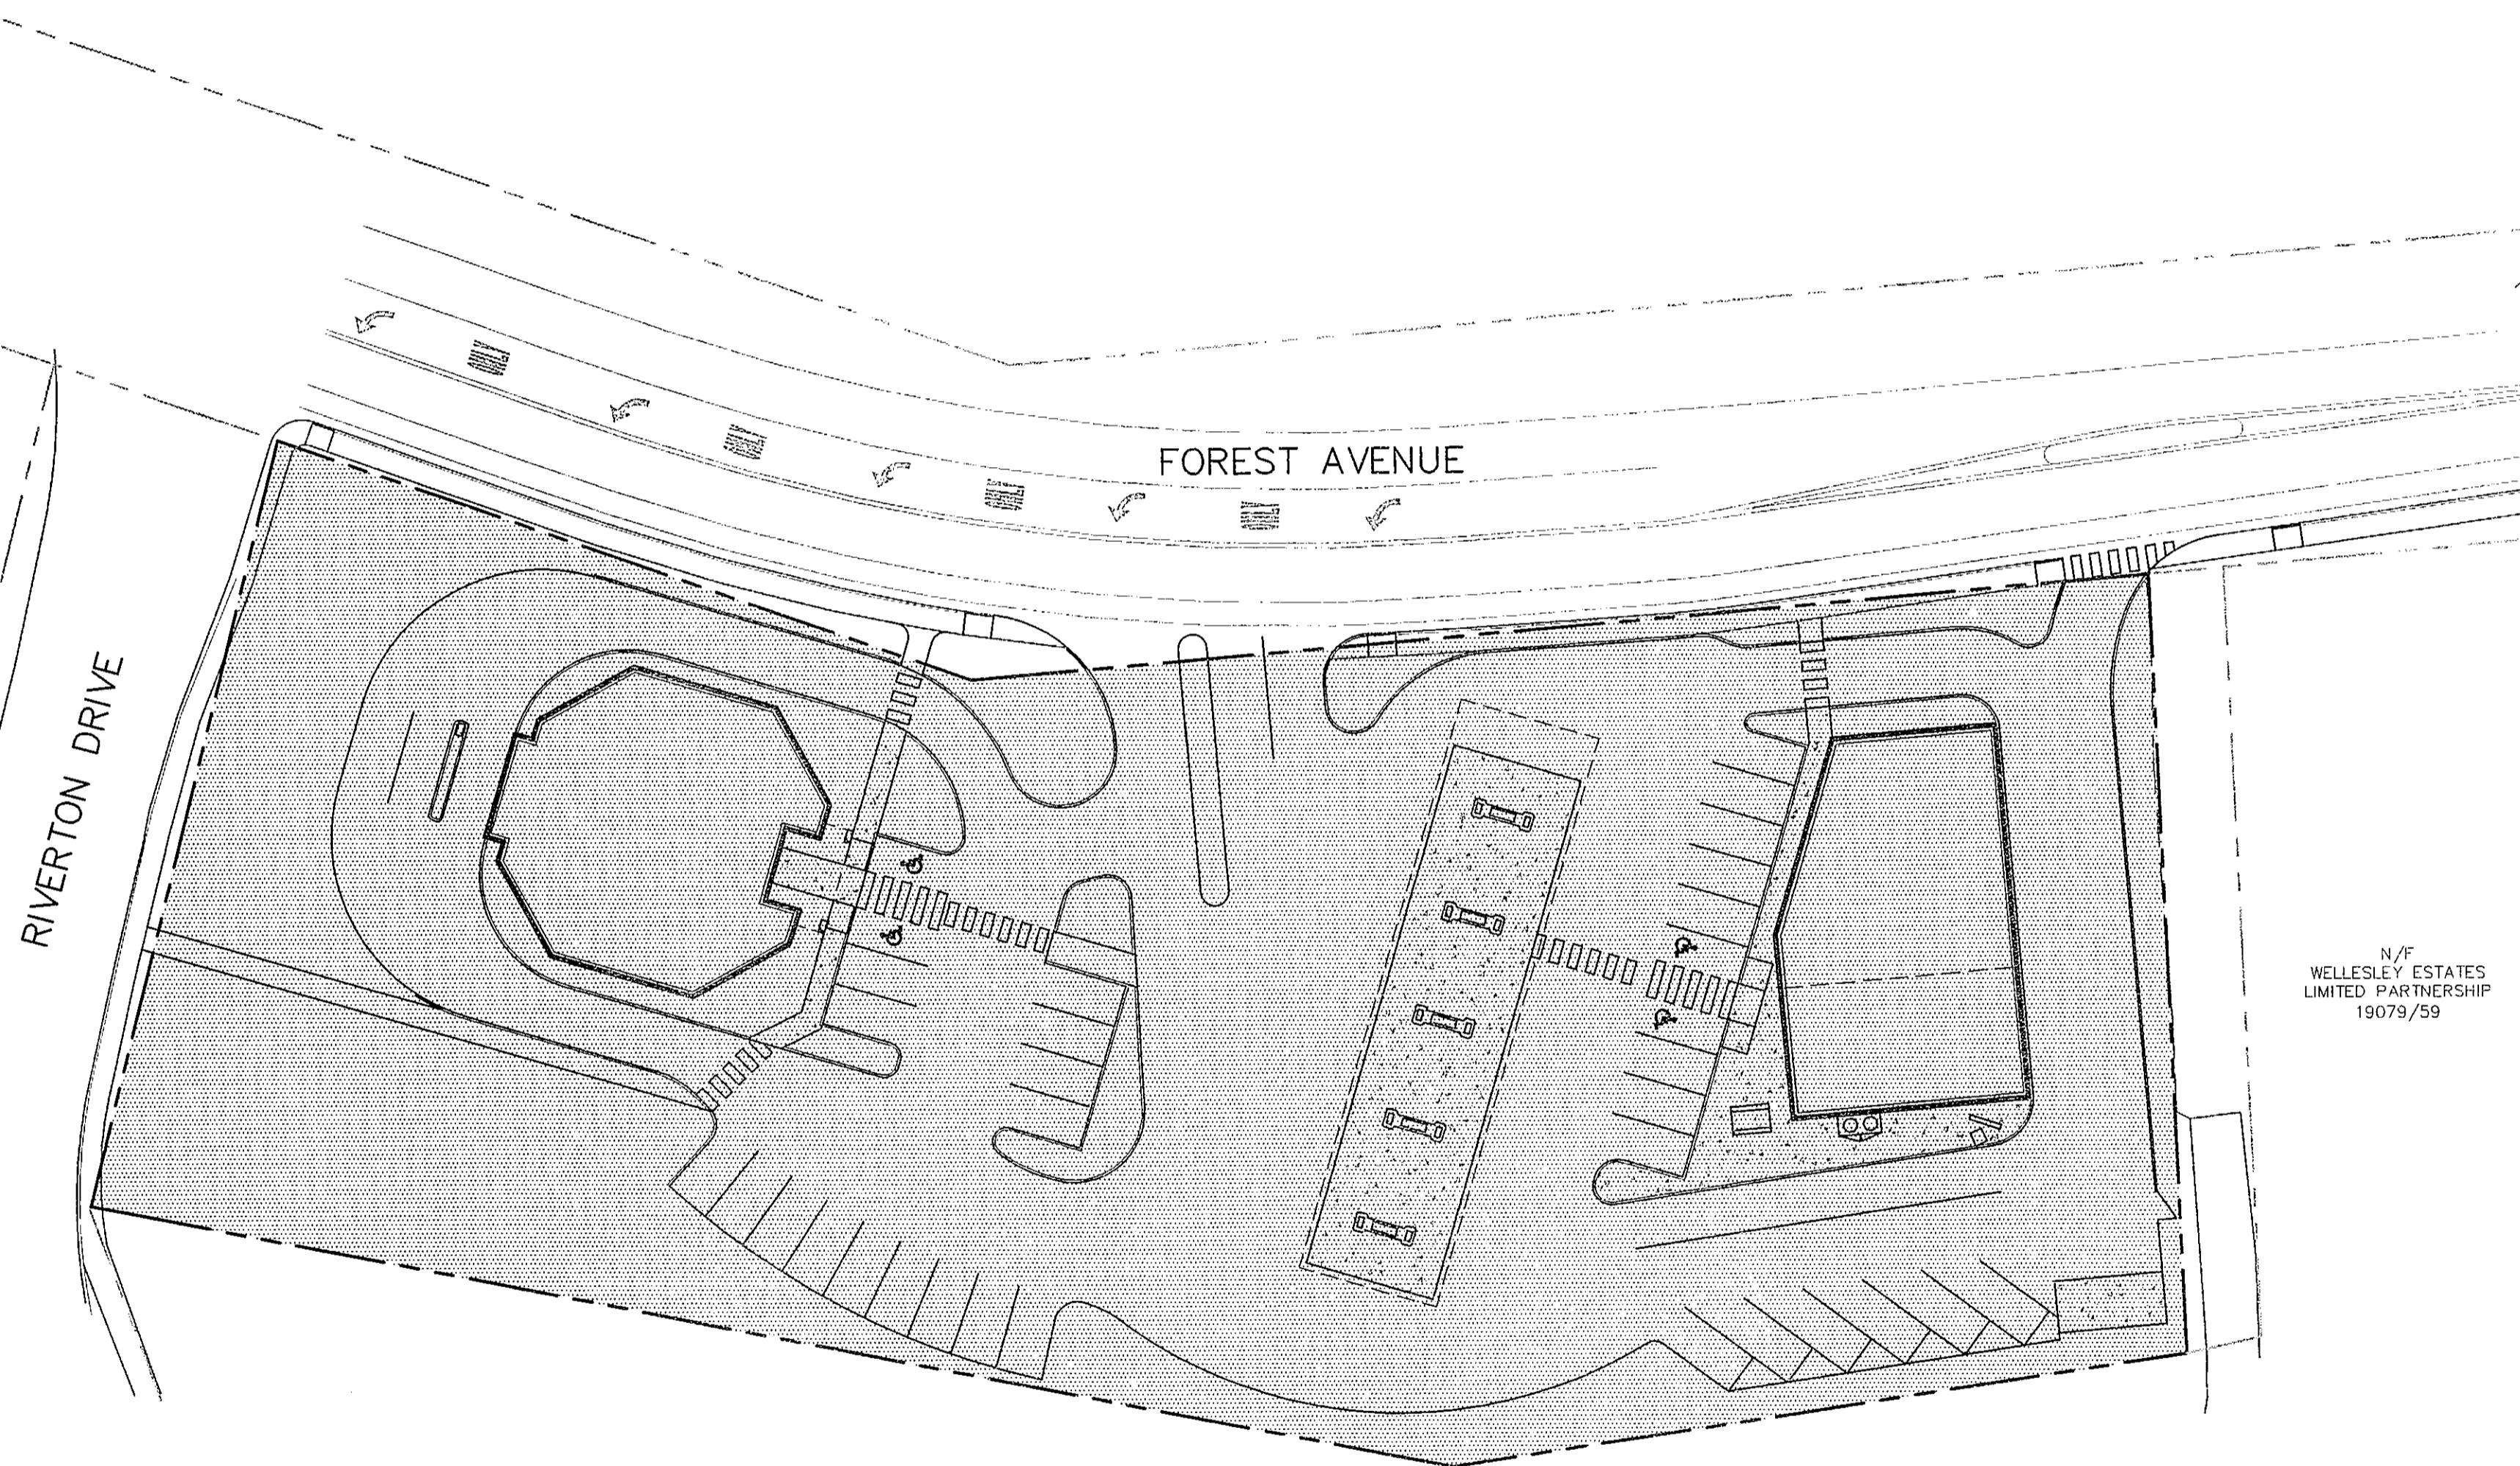 FOREST AVENUE
RIVERTON DRIVE
N/F
WELLESLEY ESTATES
LIMITED PARTNERSHIP
19079/59